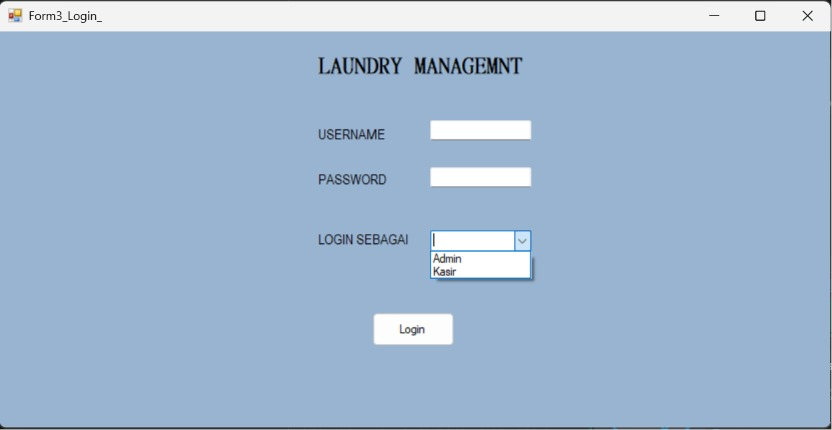 Form3_Login_
LAUNDRY MANAGEMNT
USERNAME
PASSWORD
LOGIN SEBAGAI
Admin
Kasir
Login